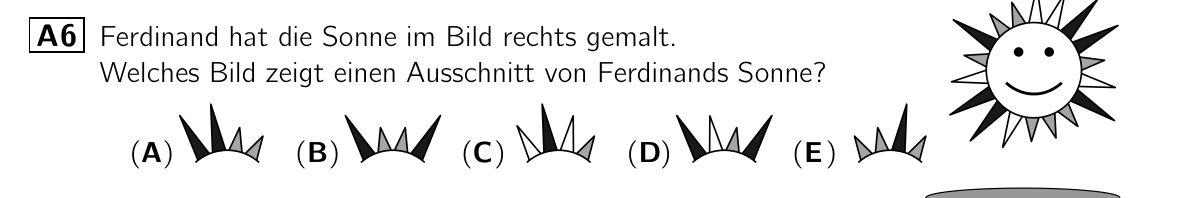 A6 Ferdinand hat die Sonne im Bild rechts gemalt.
Welches Bild zeigt einen Ausschnitt von Ferdinands Sonne?
(A) (B) (C) (D) (E)